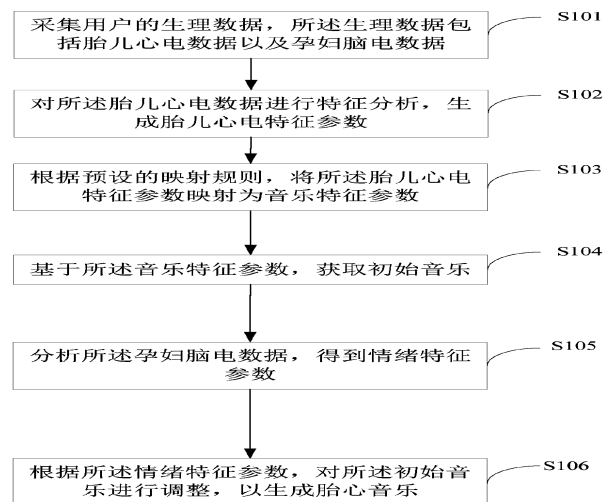 采集用户的生理数据，所述生理数据包
括胎儿心电数据以及孕妇脑电数据
S101
对所述胎儿心电数据进行特征分析，生
成胎儿心电特征参数
S102
根据预设的映射规则，将所述胎儿心电
特征参数映射为音乐特征参数
S103
基于所述音乐特征参数，获取初始音乐
S104
分析所述孕妇脑电数据，得到情绪特征
参数
S105
根据所述情绪特征参数，对所述初始音
乐进行调整，以生成胎心音乐
S106